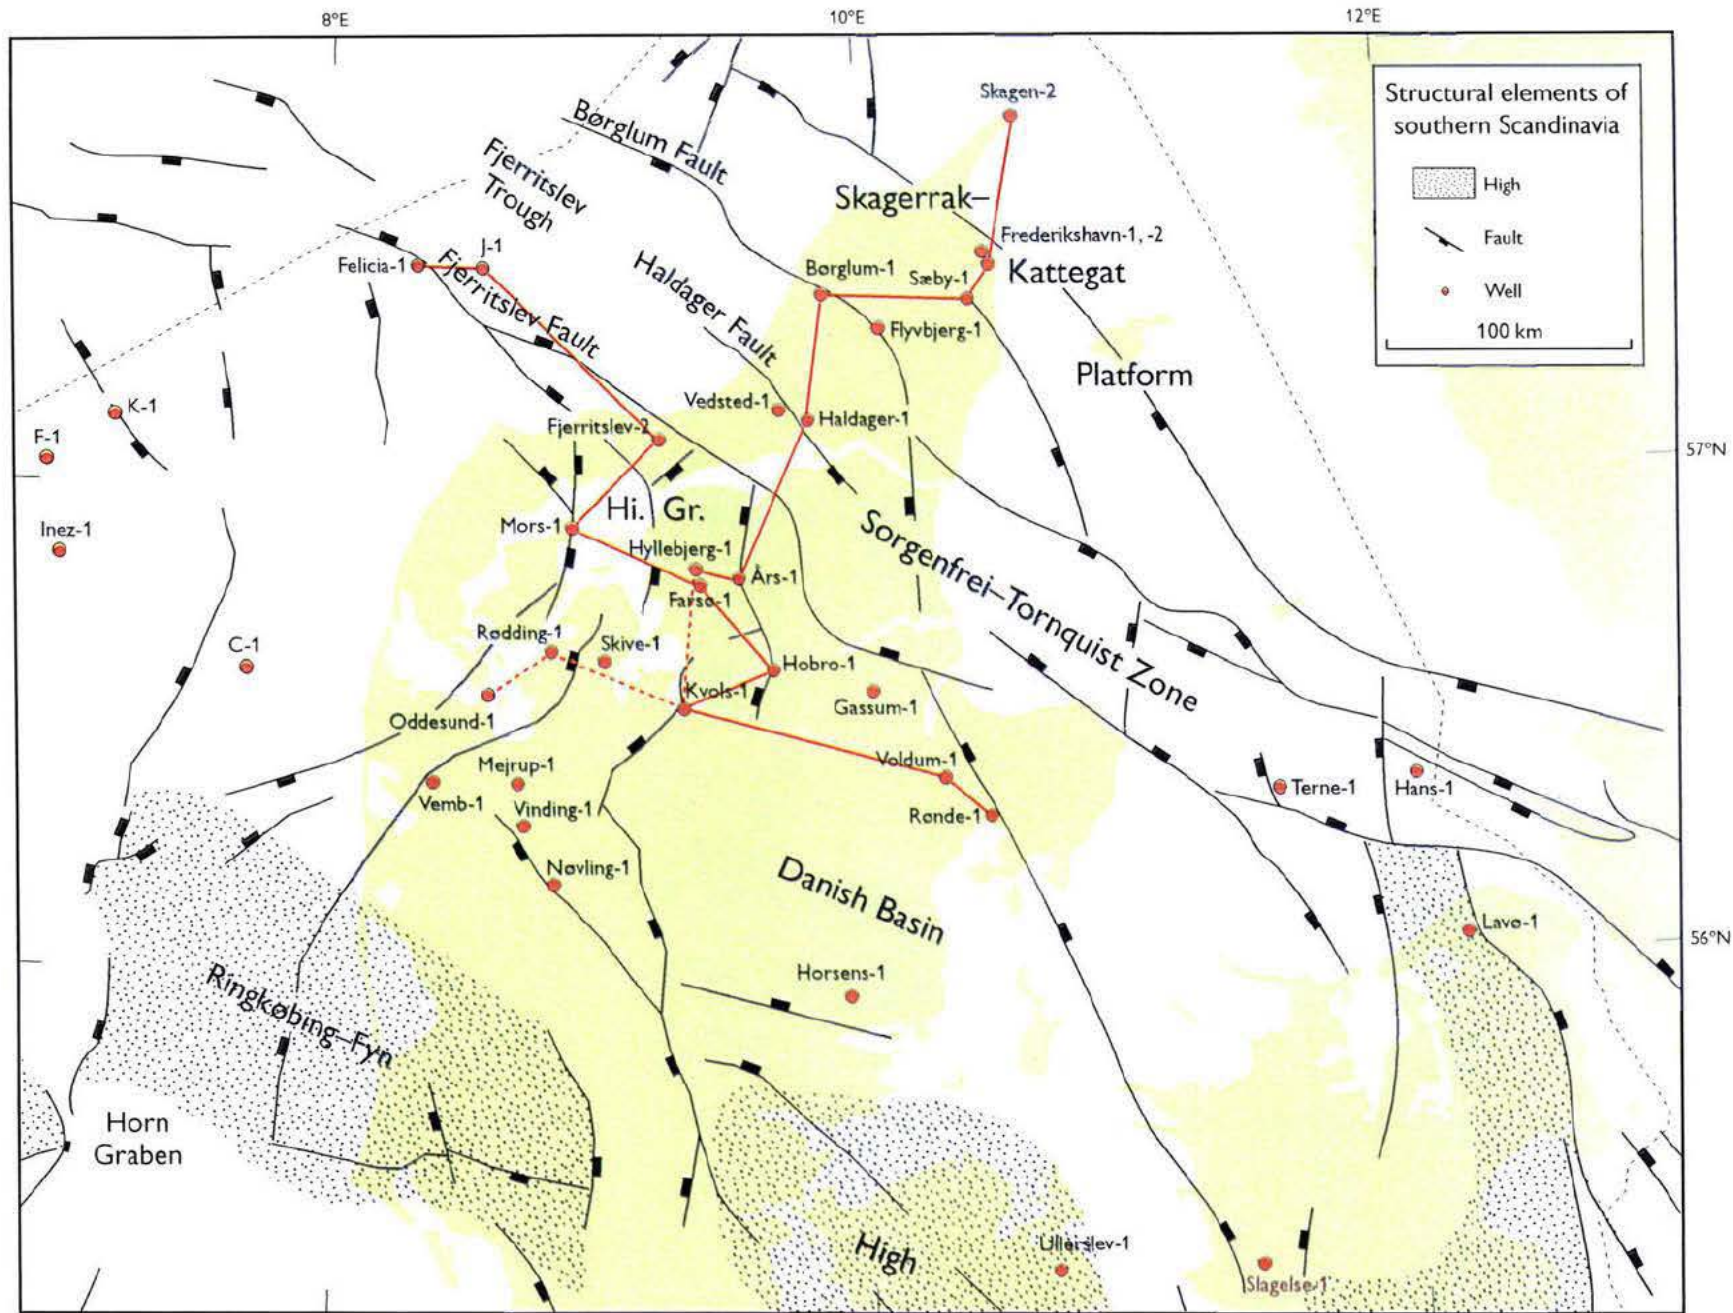 8°E
10°E
12°E
Structural elements of
southern Scandinavia
High
Fault
Well
100 km
Skagen-2
Børglum Fault
Fjerritslev
Trough
Skagerrak–
Frederikshavn-1, -2
Kattegat
Platform
J-1
Felicia-1
Fjerritslev Fault
Haldager Fault
Børglum-1
Sæby-1
Flyvbjerg-1
K-1
Vedsted-1
Haldager-1
Fjerritslev-2
F-1
57°N
Inez-1
Mors-1
Hi. Gr.
Hyllebjerg-1
Års-1
Farsø-1
Sorgenfrei–Tornquist Zone
C-1
Rødding-1
Skive-1
Hobro-1
Kvols-1
Gassum-1
Oddesund-1
Voldum-1
Mejrup-1
Vemb-1
Vinding-1
Rønde-1
Terne-1
Hans-1
Nøvling-1
Danish Basin
Lavø-1
56°N
Horsens-1
Ringkøbing–Fyn
Horn
Graben
High
Ullerslev-1
Slagelse-1